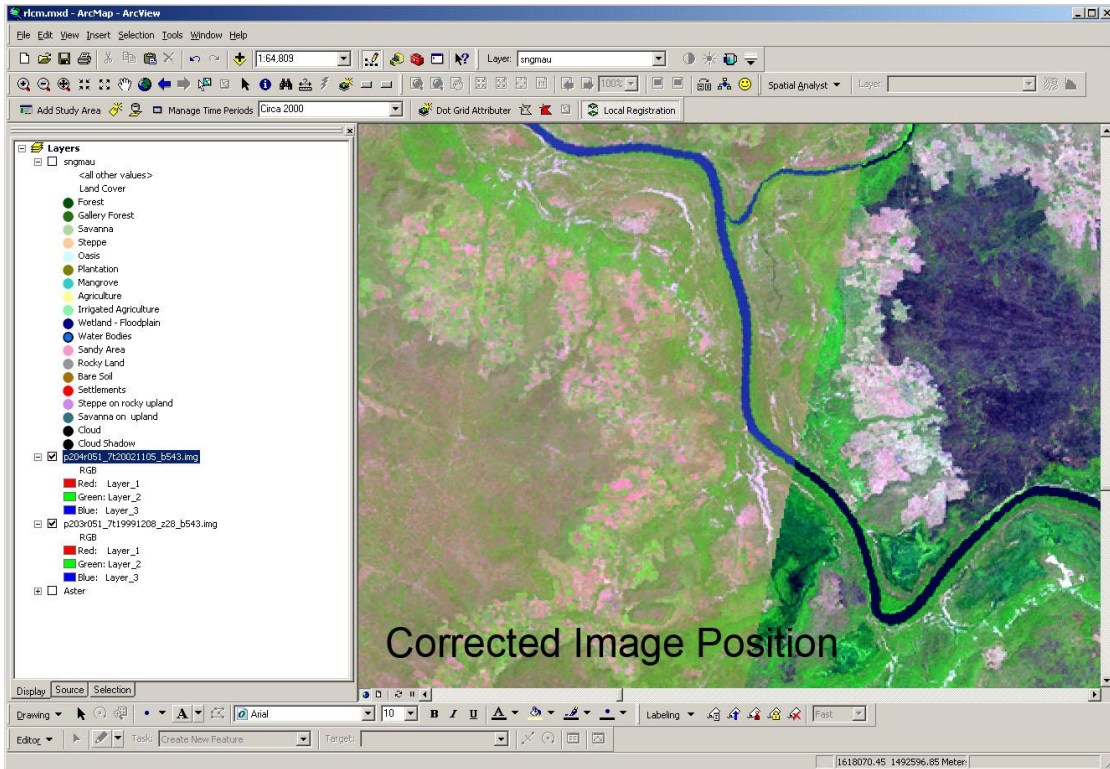 rlcm.mxd - ArcMap - ArcView
File Edit View Insert Selection Tools Window Help
1:64,809 Layer: sngmau
100% Spatial Analyst Layer:
Add Study Area Manage Time Periods Circa 2000 Dot Grid Attributer Local Registration
Layers
sngmau
<all other values>
Land Cover
Forest
Gallery Forest
Savanna
Steppe
Oasis
Plantation
Mangrove
Agriculture
Irrigated Agriculture
Wetland - Floodplain
Water Bodies
Sandy Area
Rocky Land
Bare Soil
Settlements
Steppe on rocky upland
Savanna on upland
Cloud
Cloud Shadow
p204r051_7t20021105_b543.img
RGB
Red: Layer_1
Green: Layer_2
Blue: Layer_3
p203r051_7t19991208_z28_b543.img
RGB
Red: Layer_1
Green: Layer_2
Blue: Layer_3
Aster
Corrected Image Position
Display Source Selection
Drawing A Arial 10 B I U A Labeling Fast
Editor Task: Create New Feature Target:
1618070.45 1492596.85 Meter: